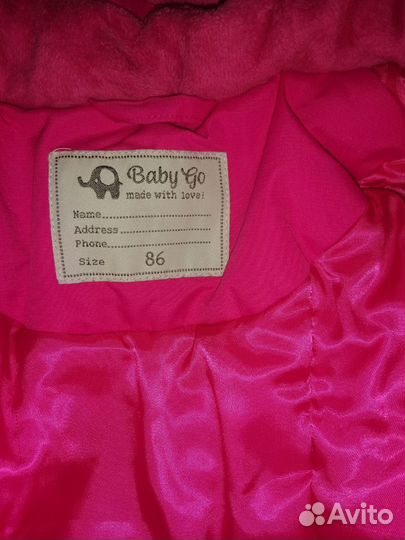 Baby Go
made with love!
Name
Address
Phone
Size 86
Avito